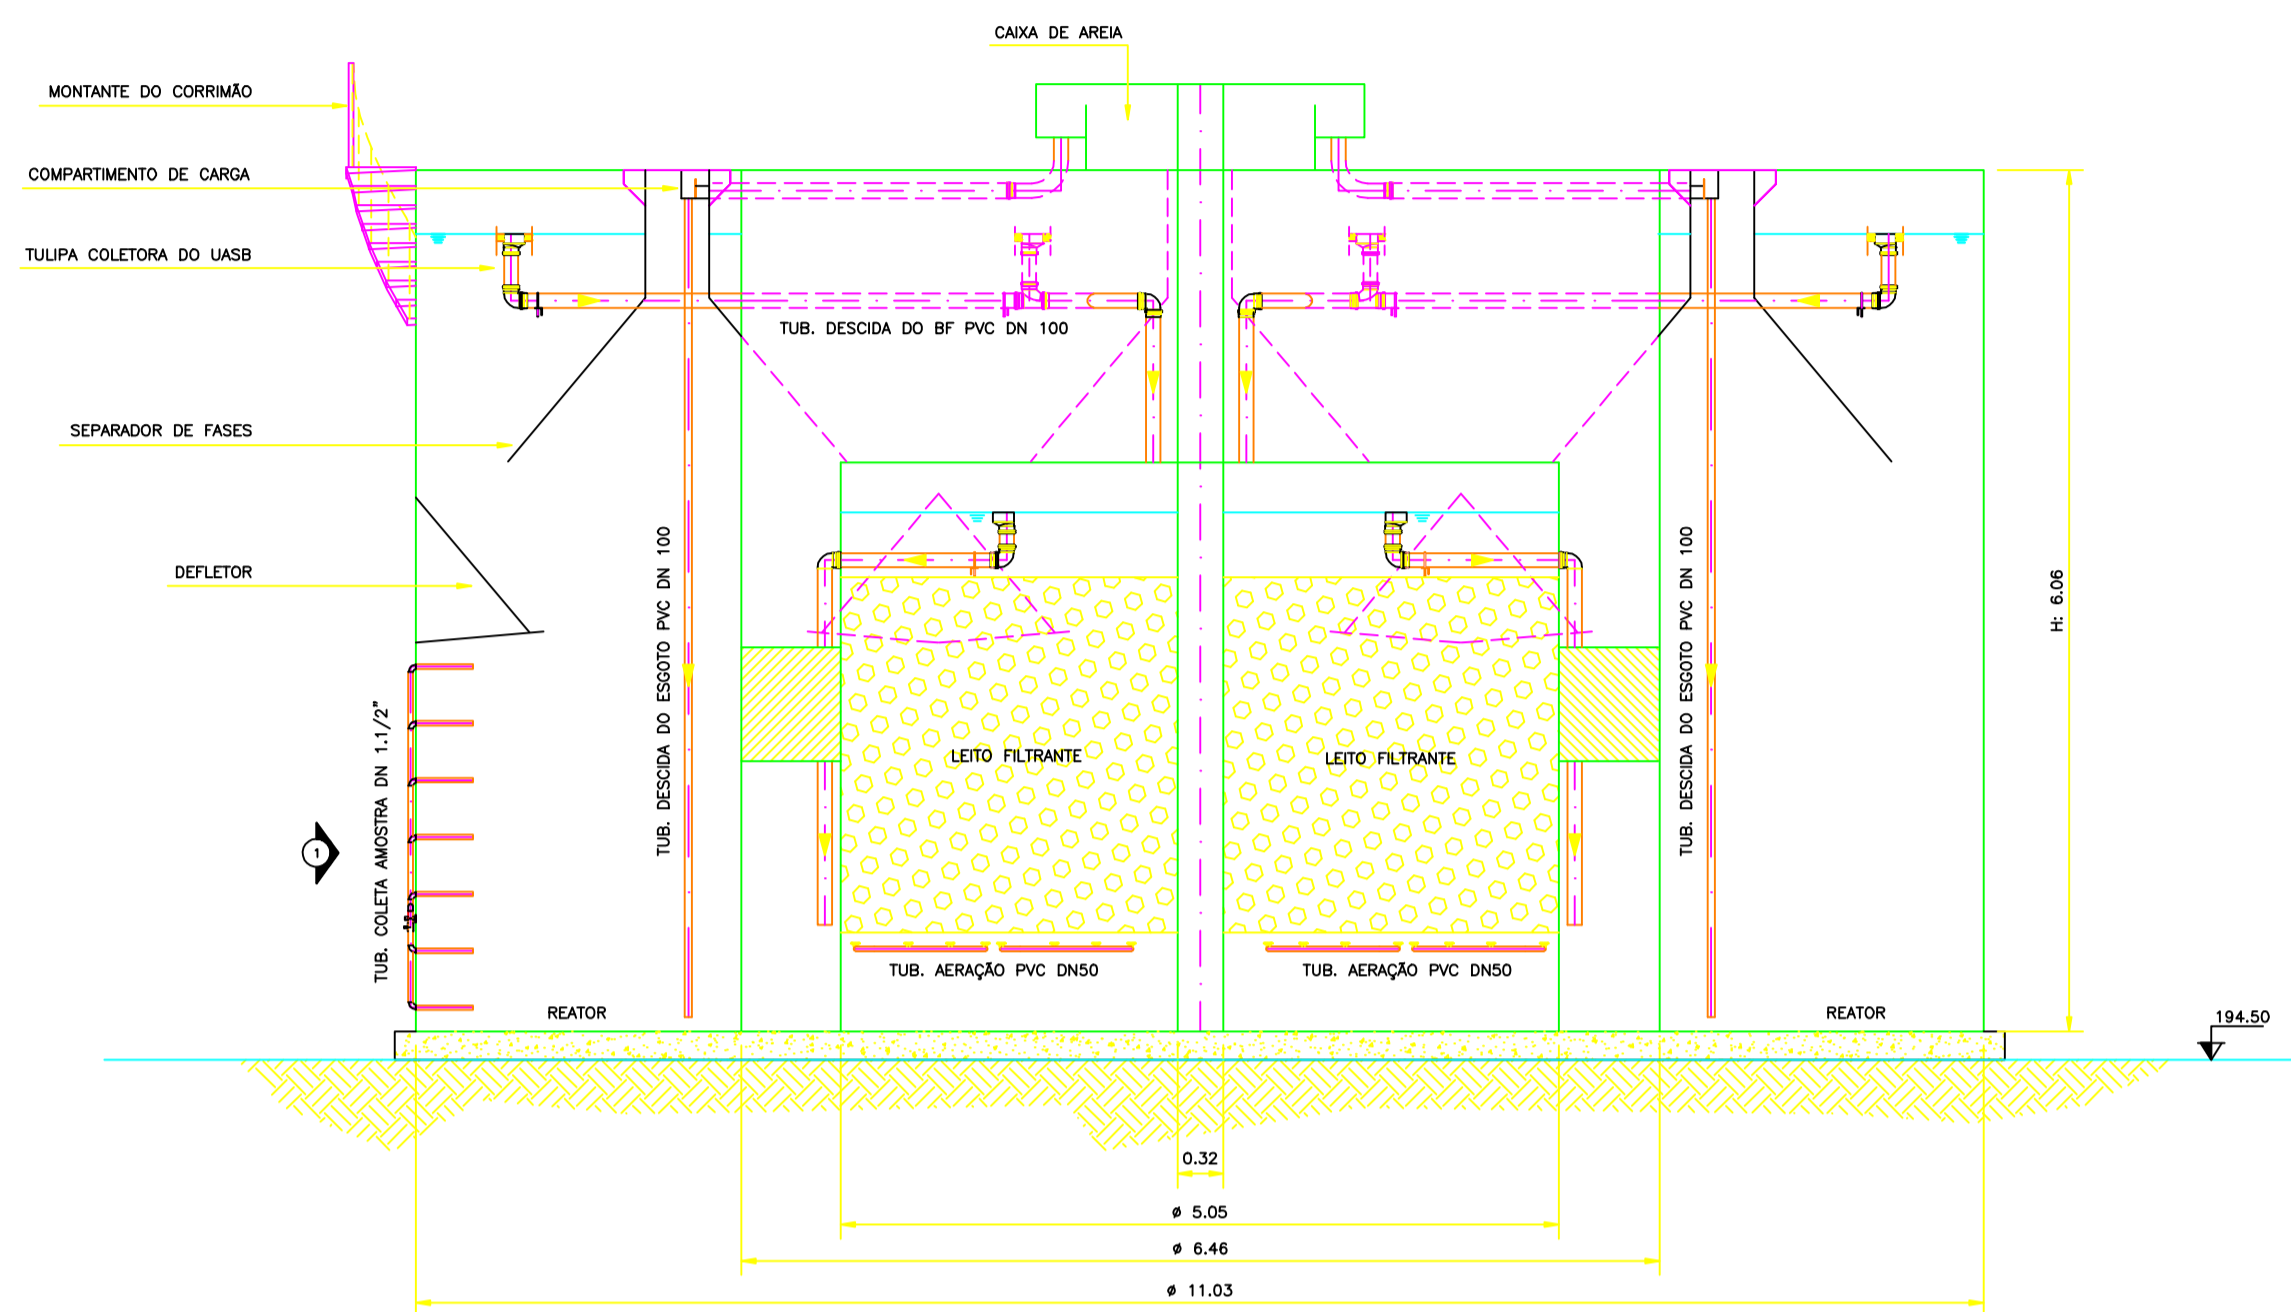 CAIXA DE AREIA
MONTANTE DO CORRIMÃO
COMPARTIMENTO DE CARGA
TULIPA COLETORA DO UASB
TUB. DESCIDA DO BF PVC DN 100
SEPARADOR DE FASES
DEFLETOR
TUB. COLETA AMOSTRA DN 1.1/2"
TUB. DESCIDA DO ESGOTO PVC DN 100
TUB. DESCIDA DO ESGOTO PVC DN 100
H: 6.06
LEITO FILTRANTE
LEITO FILTRANTE
1
TUB. AERAÇÃO PVC DN50
TUB. AERAÇÃO PVC DN50
REATOR
REATOR
194.50
0.32
ø 5.05
ø 6.46
ø 11.03